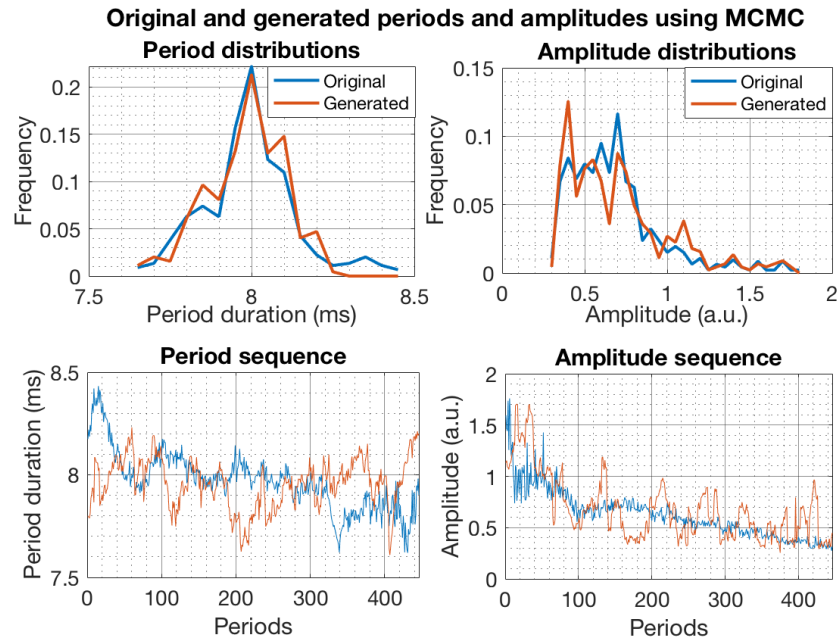 Original and generated periods and amplitudes using MCMC
Period distributions
Frequency
0.2
0.15
0.1
0.05
0
7.5
8
8.5
Period duration (ms)
Original
Generated
Amplitude distributions
Frequency
0.15
0.1
0.05
0
0
0.5
1
1.5
2
Amplitude (a.u.)
Original
Generated
Period sequence
Period duration (ms)
8.5
8
7.5
0
100
200
300
400
Periods
Amplitude sequence
Amplitude (a.u.)
2
1.5
1
0.5
0
0
100
200
300
400
Periods